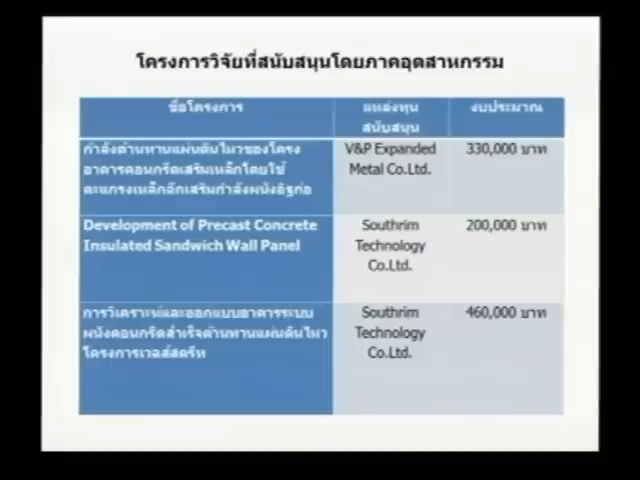 โครงการวิจัยที่สนับสนุนโดยภาคอุตสาหกรรม
ชื่อโครงการ
แหล่งทุน
สนับสนุน
งบประมาณ
กำลังต้านทานแผ่นดินไหวของโครง
อาคารคอนกรีตเสริมเหล็กโดยใช้
ตะแกรงเหล็กฉีกเสริมกำลังผนังอิฐก่อ
V&P Expanded
Metal Co.Ltd.
330,000 บาท
Development of Precast Concrete
Insulated Sandwich Wall Panel
Southrim
Technology
Co.Ltd.
200,000 บาท
การวิเคราะห์และออกแบบอาคารระบบ
ผนังคอนกรีตสำเร็จต้านทานแผ่นดินไหว
โครงการเวลส์สตรีท
Southrim
Technology
Co.Ltd.
460,000 บาท